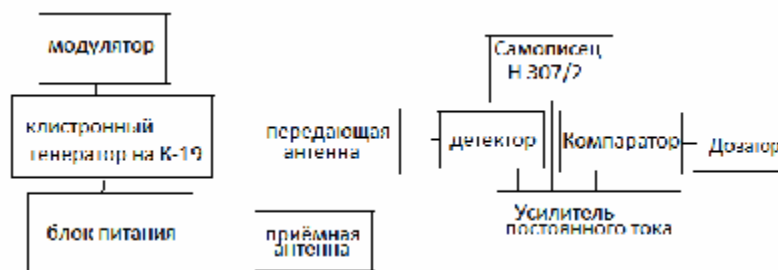 модулятор
клистронный
генератор на К-19
блок питания
передающая
антенна
приёмная
антенна
Самописец
Н 307/2
детектор
Компаратор
Дозатор
Усилитель
постоянного тока